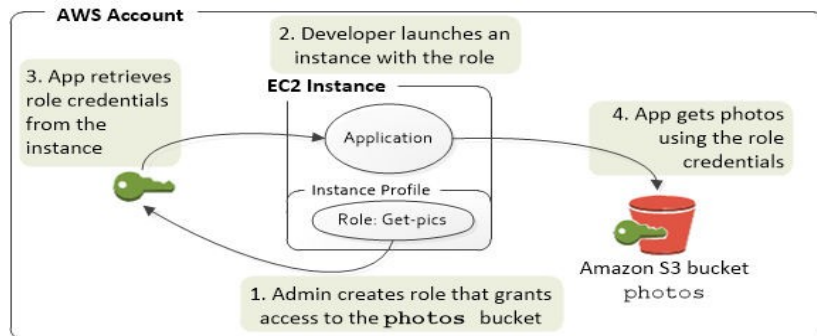 AWS Account
2. Developer launches an
instance with the role
3. App retrieves
role credentials
from the
instance
EC2 Instance
Application
4. App gets photos
using the role
credentials
Instance Profile
Role: Get-pics
Amazon S3 bucket
photos
1. Admin creates role that grants
access to the photos bucket